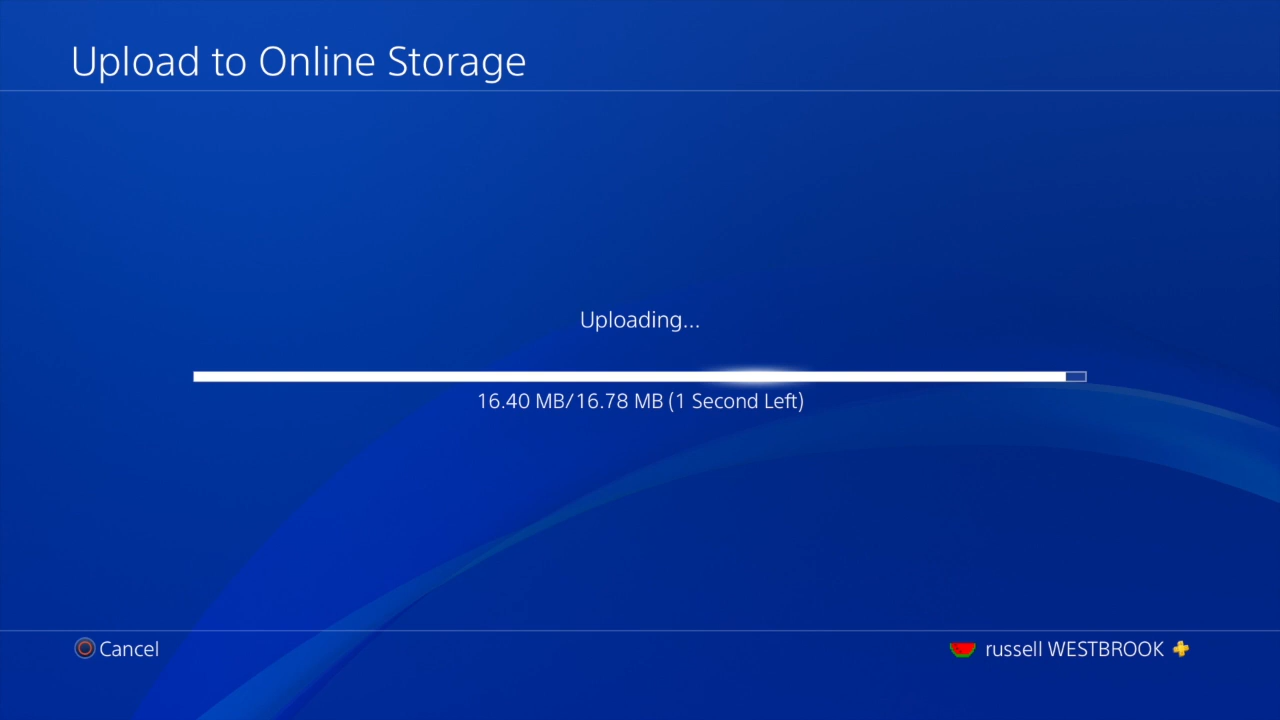 Upload to Online Storage
Uploading...
16.40 MB/16.78 MB (1 Second Left)
Cancel
russell WESTBROOK